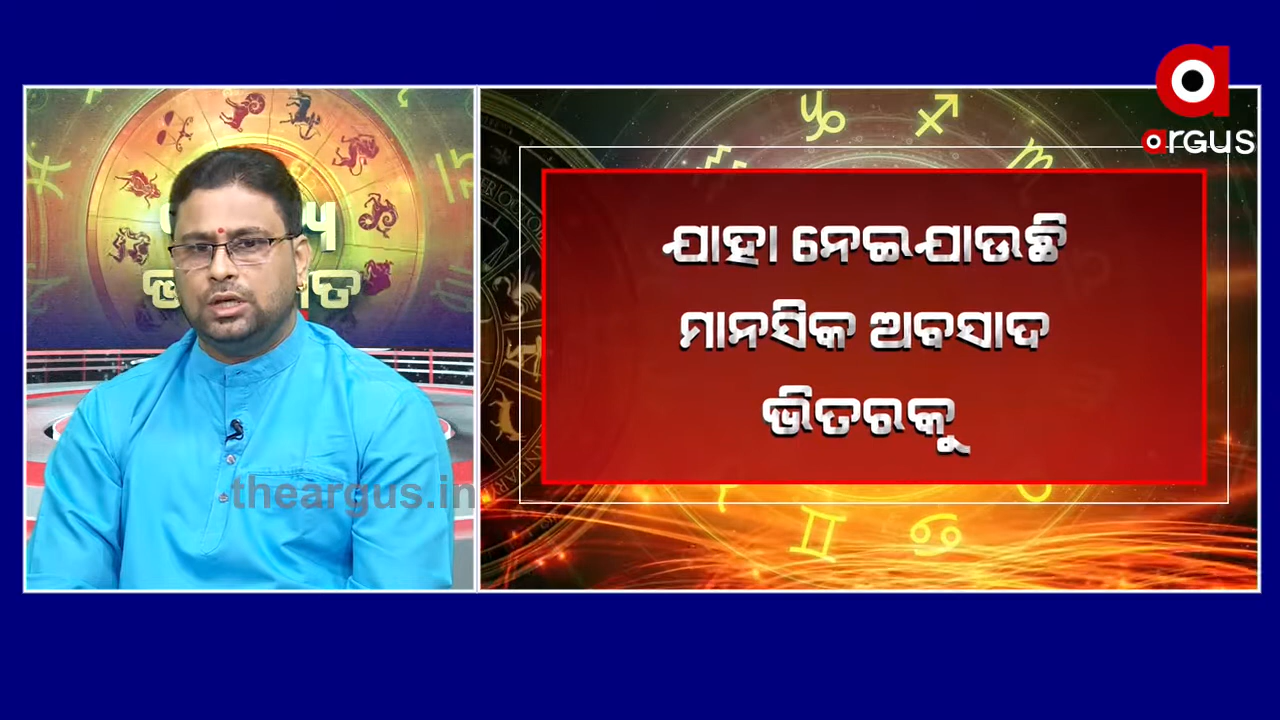 argus
ଯାହା ନେଇଯାଉଛି
ମାନସିକ ଅବସାଦ
ଭିତରକୁ
theargus.in